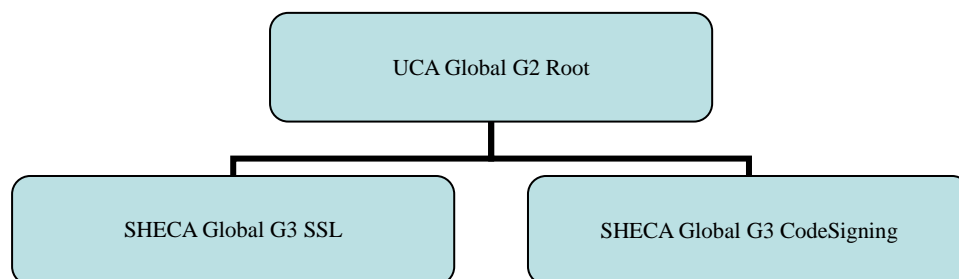 UCA Global G2 Root
SHECA Global G3 SSL
SHECA Global G3 CodeSigning